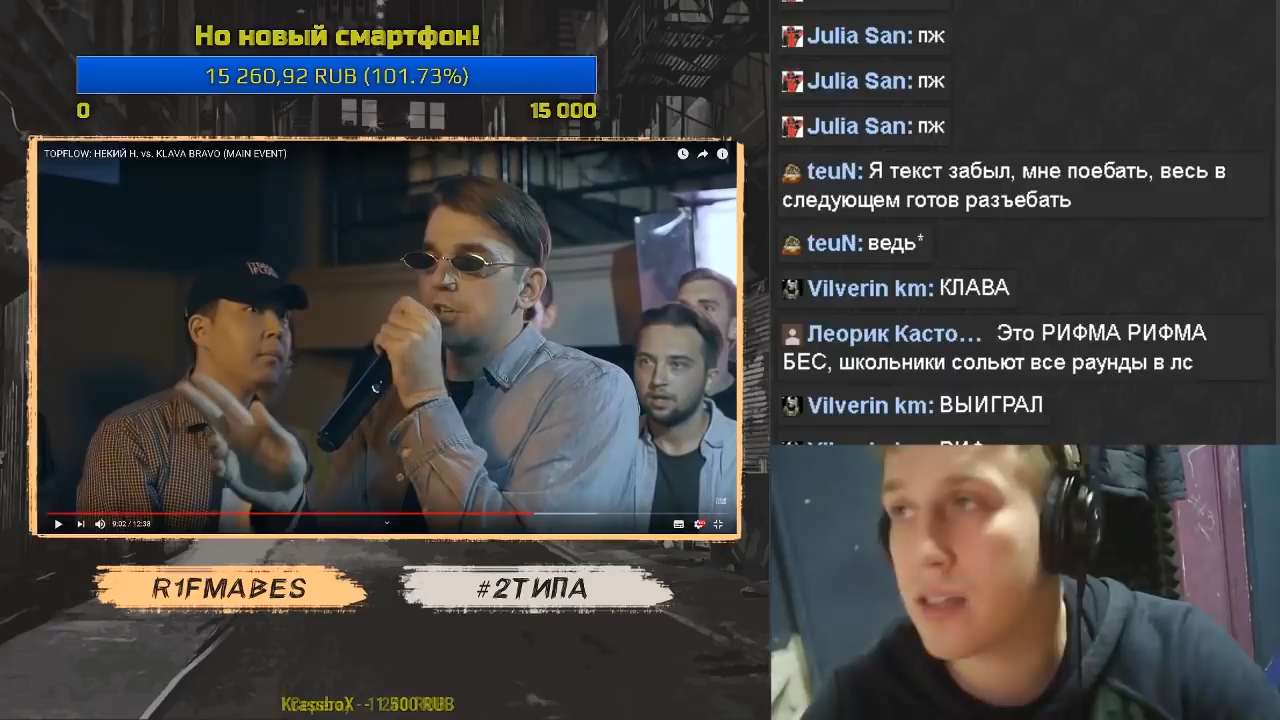 Но новый смартфон!
15 260,92 RUB (101.73%)
0
15 000
TOPFLOW: НЕКИЙ Н. vs. KLAVA BRAVO (MAIN EVENT)
9:02 / 12:38
R1FMABES
#2ТИПА
Julia San: пж
Julia San: пж
Julia San: пж
teuN: Я текст забыл, мне поебать, весь в
следующем готов разъебать
teuN: ведь*
Vilverin km: КЛАВА
Леорик Касто... Это РИФМА РИФМА
БЕС, школьники сольют все раунды в лс
Vilverin km: ВЫИГРАЛ